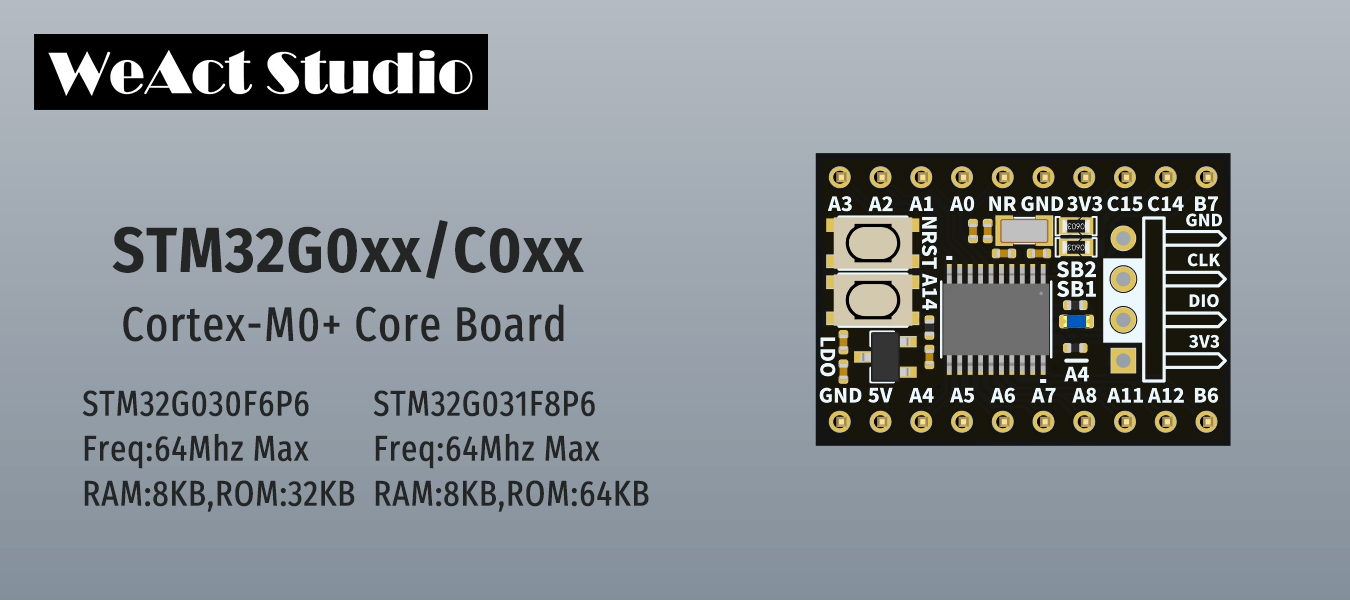 WeAct Studio
STM32G0xx/C0xx
Cortex-M0+ Core Board
STM32G030F6P6 STM32G031F8P6
Freq:64Mhz Max Freq:64Mhz Max
RAM:8KB,ROM:32KB RAM:8KB,ROM:64KB
A3 A2 A1 A0 NR GND 3V3 C15 C14 B7
GND
CLK
DIO
3V3
NRST A14
0603
0603
SB2
SB1
LDO
A4
GND 5V A4 A5 A6 A7 A8 A11 A12 B6